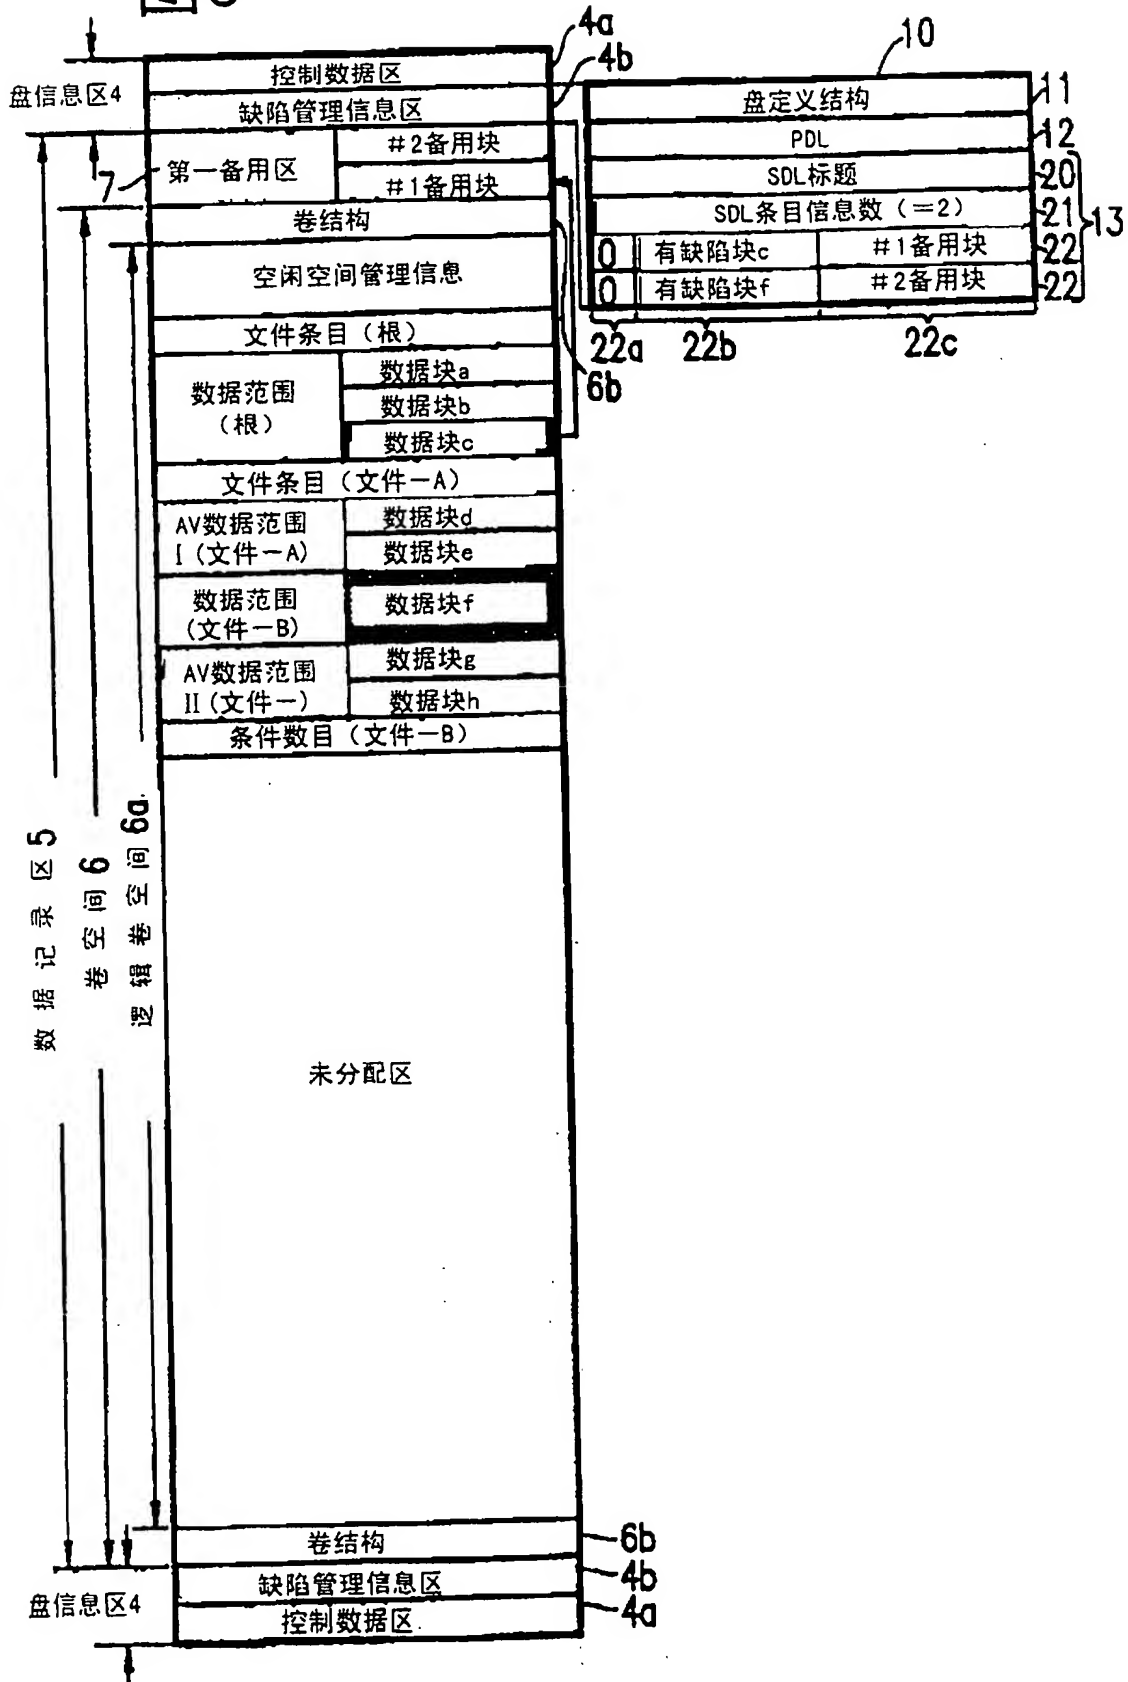 4a
10
控制数据区
4b
盘信息区4
盘定义结构
11
缺陷管理信息区
PDL
12
#2备用块
SDL标题
20
7
第一备用区
#1备用块
SDL条目信息数（=2）
21
13
卷结构
0
有缺陷块c
#1备用块
22
空闲空间管理信息
0
有缺陷块f
#2备用块
22
文件条目（根）
22a
22b
22c
数据范围
（根）
数据块a
6b
数据块b
数据块c
文件条目（文件－A）
AV数据范围
I（文件－A）
数据块d
数据块e
数据范围
(文件－B)
数据块f
AV数据范围
II（文件－）
数据块g
数据块h
条件数目（文件－B）
数据记录区5
卷空间6
逻辑卷空间6a
未分配区
卷结构
6b
缺陷管理信息区
4b
盘信息区4
控制数据区
4a